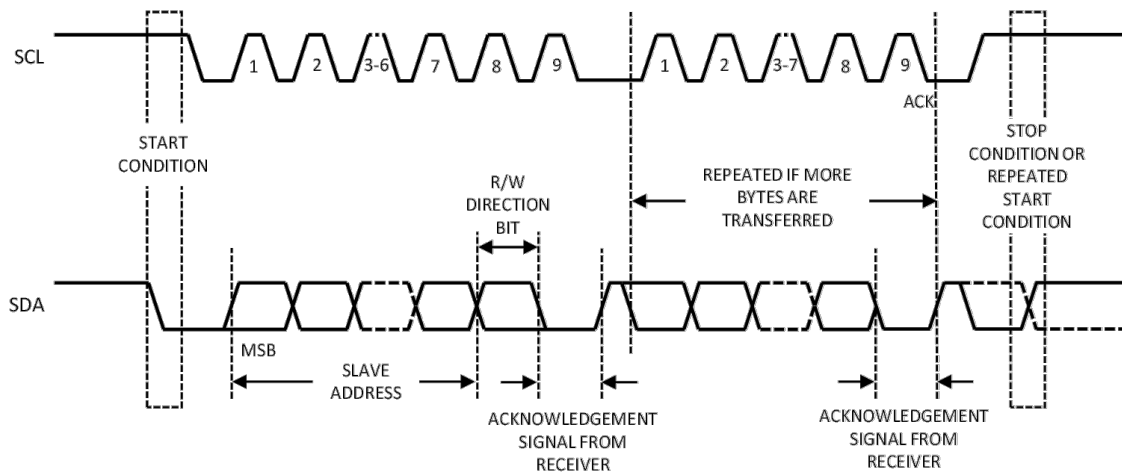 SCL
1
2
3-6
7
8
9
1
2
3-7
8
9
ACK
START
CONDITION
R/W
DIRECTION
BIT
REPEATED IF MORE
BYTES ARE
TRANSFERRED
STOP
CONDITION OR
REPEATED
START
CONDITION
SDA
MSB
SLAVE
ADDRESS
ACKNOWLEDGEMENT
SIGNAL FROM
RECEIVER
ACKNOWLEDGEMENT
SIGNAL FROM
RECEIVER